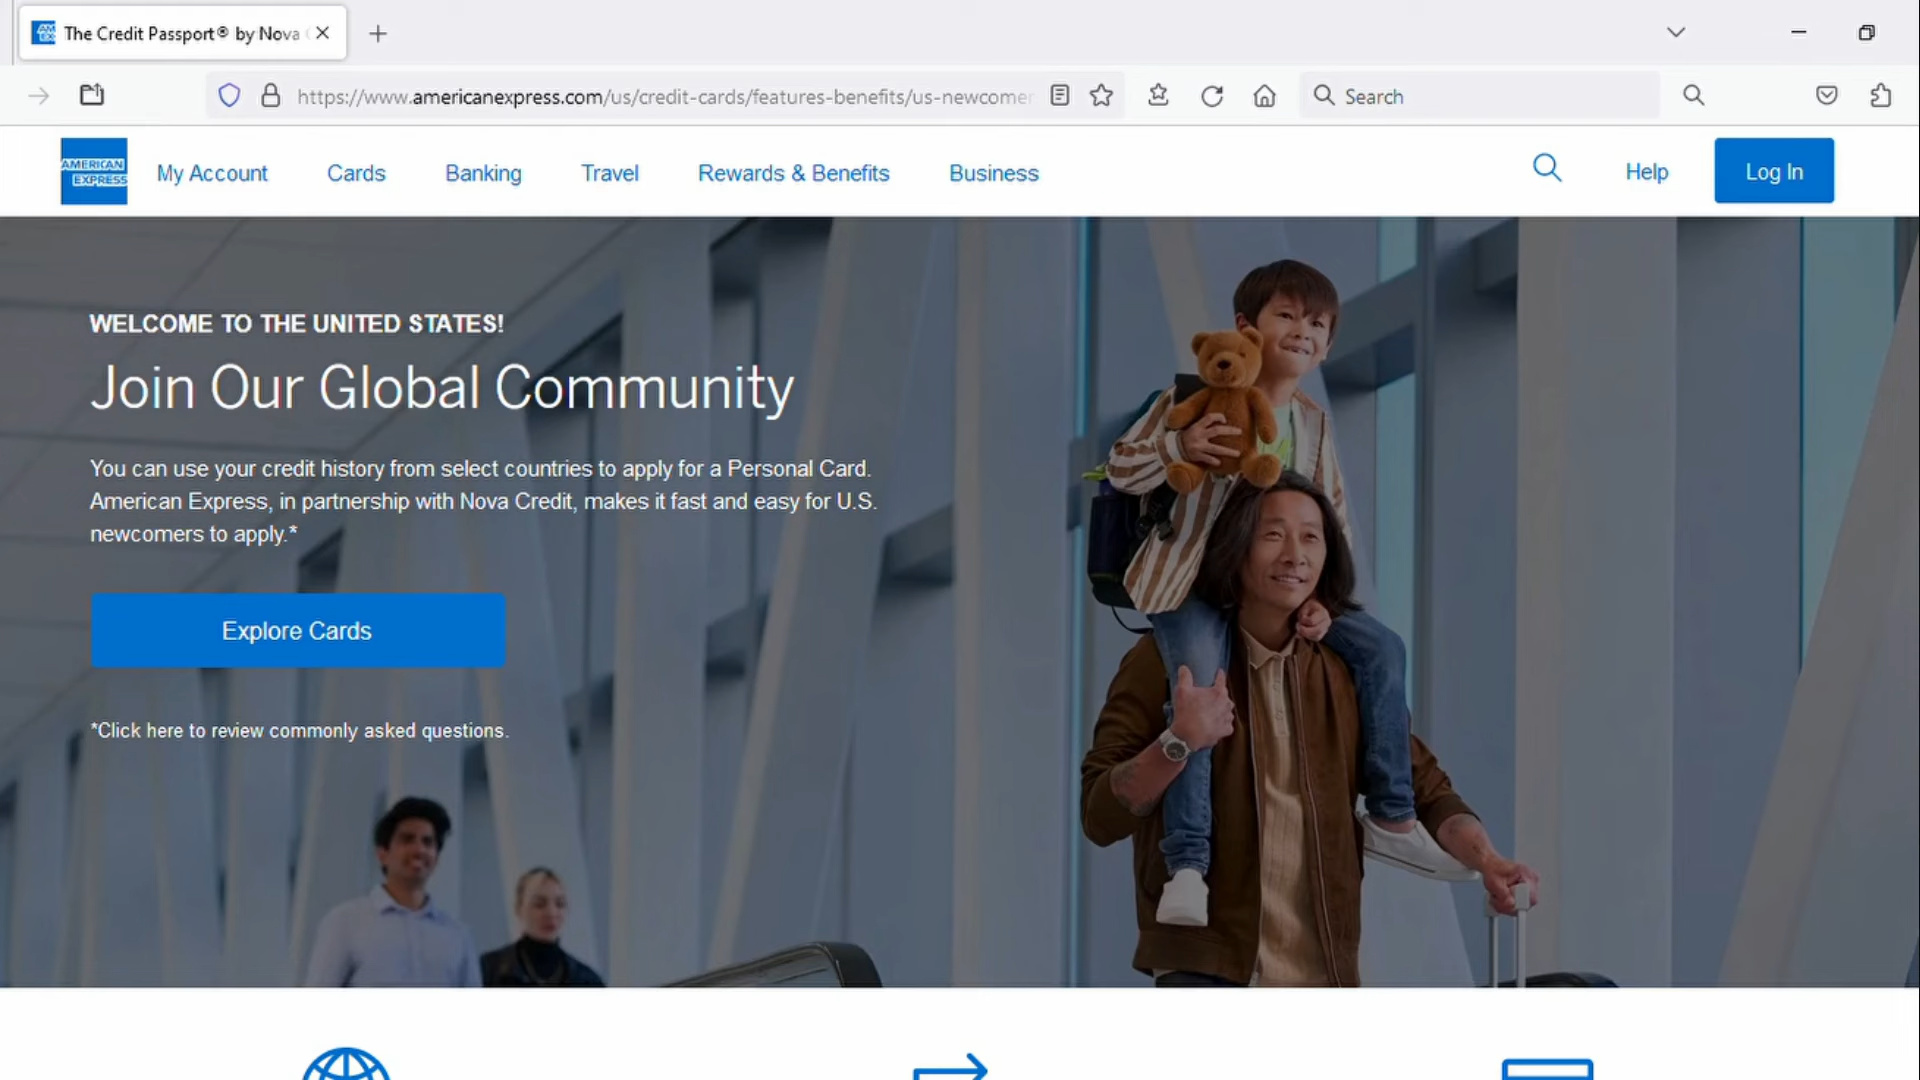 The Credit Passport® by Nova
https://www.americanexpress.com/us/credit-cards/features-benefits/us-newcomer
Search
AMERICAN
EXPRESS
My Account
Cards
Banking
Travel
Rewards & Benefits
Business
Help
Log In
WELCOME TO THE UNITED STATES!
Join Our Global Community
You can use your credit history from select countries to apply for a Personal Card.
American Express, in partnership with Nova Credit, makes it fast and easy for U.S.
newcomers to apply.*
Explore Cards
*Click here to review commonly asked questions.